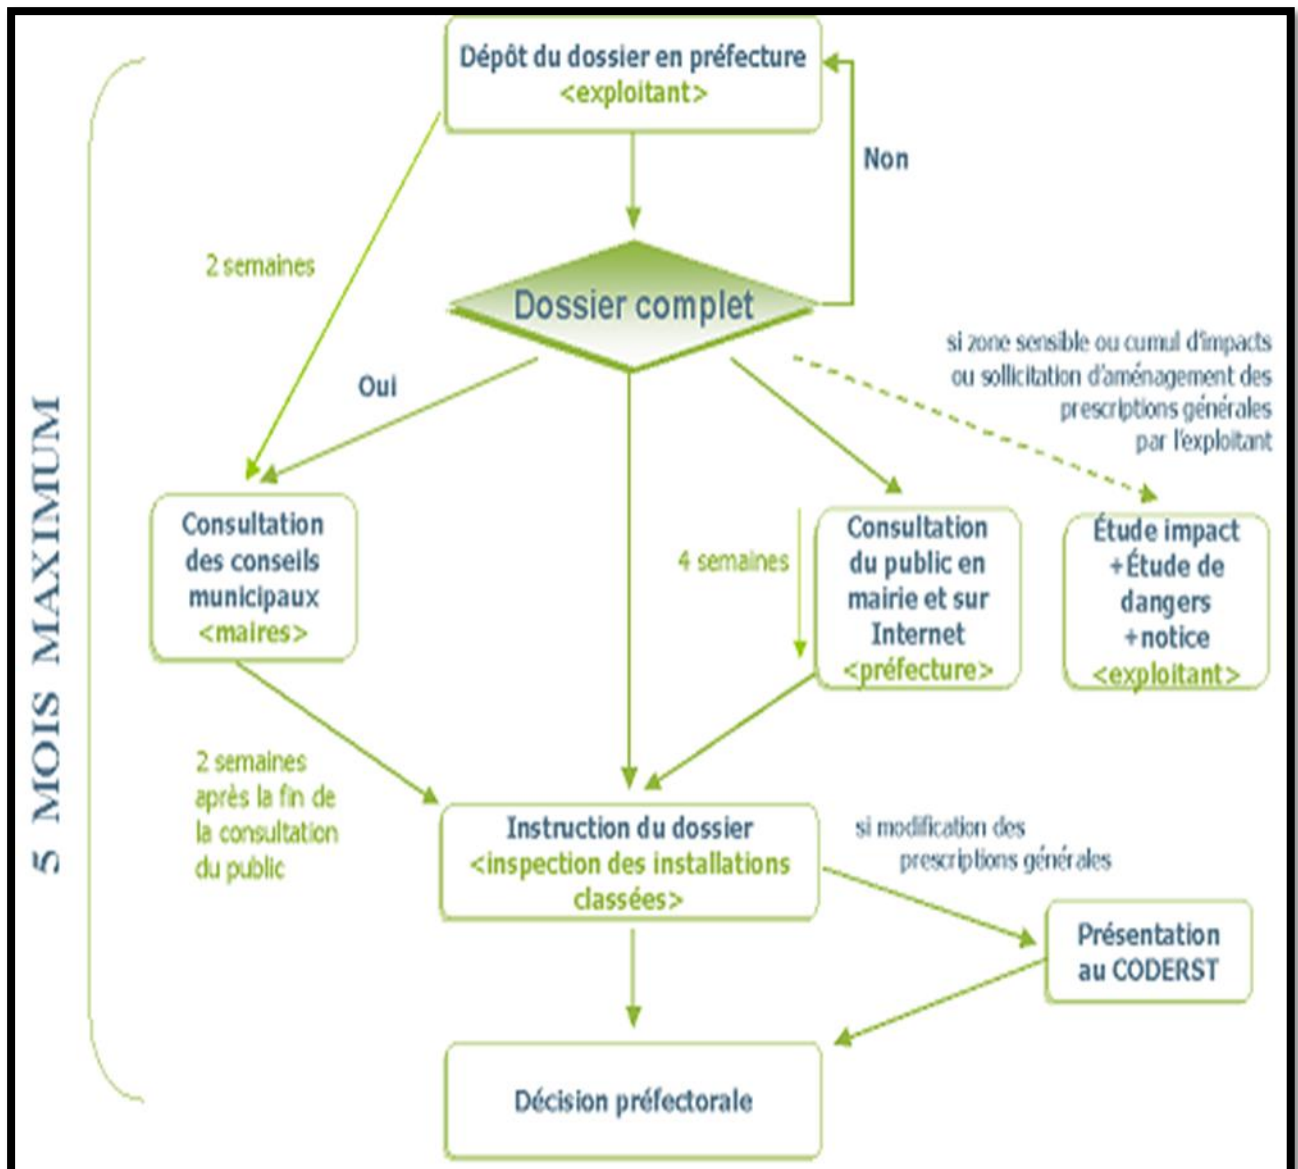 Dépôt du dossier en préfecture
<exploitant>
Non
2 semaines
Dossier complet
si zone sensible ou cumul d'impacts
ou sollicitation d'aménagement des
prescriptions générales
par l'exploitant
Oui
5 MOIS MAXIMUM
Consultation
des conseils
municipaux
<maires>
4 semaines
Consultation
du public en
mairie et sur
Internet
<préfecture>
Étude impact
+Étude de
dangers
+notice
<exploitant>
2 semaines
après la fin de
la consultation
du public
Instruction du dossier
<inspection des installations
classées>
si modification des
prescriptions générales
Présentation
au CODERST
Décision préfectorale